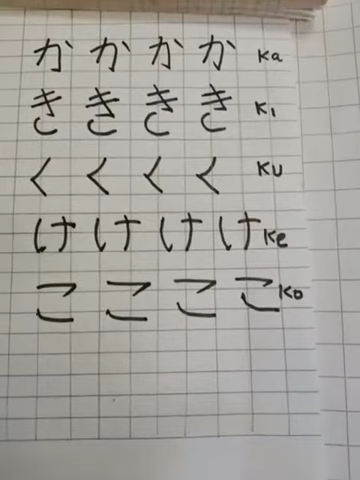 か か か か ka
き き き き ki
く く く く ku
け け け け ke
こ こ こ こ ko